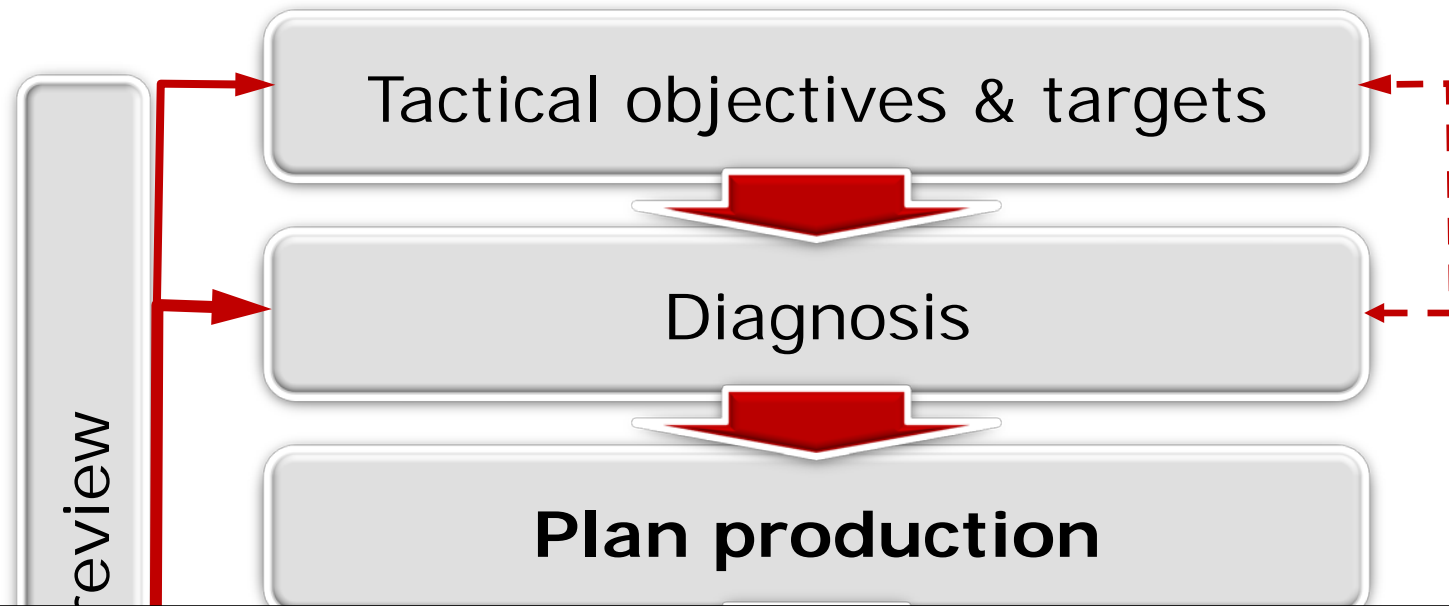 Tactical objectives & targets
Diagnosis
Plan production
review